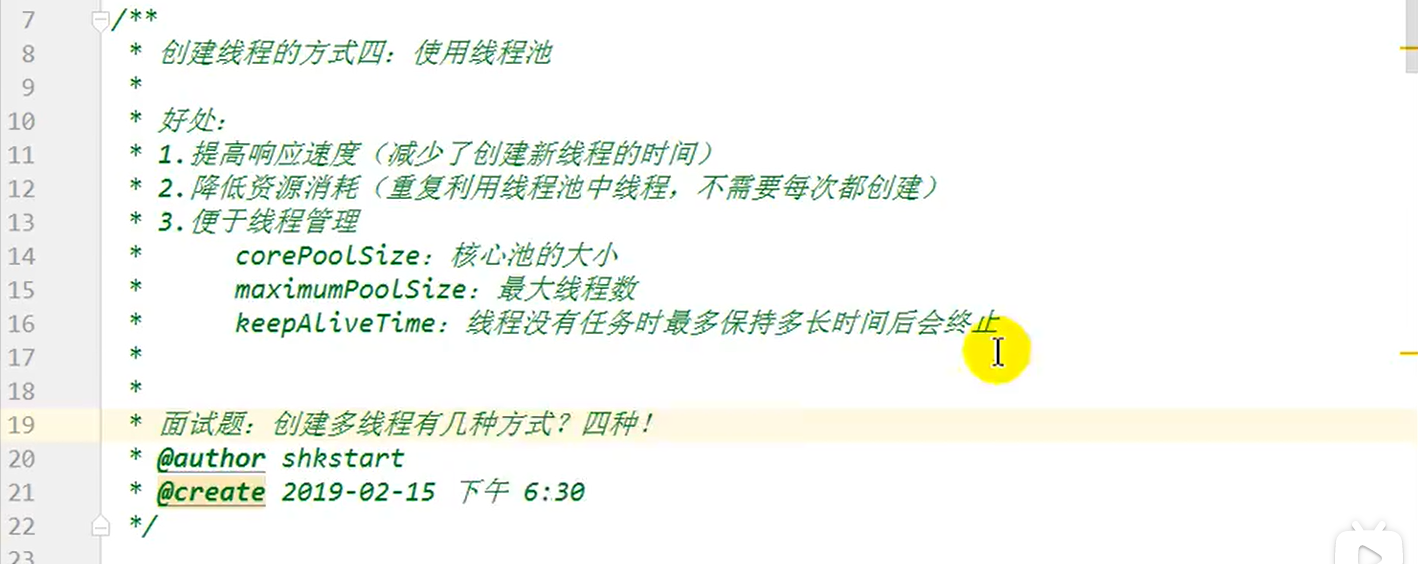 7 /**
8 * 创建线程的方式四：使用线程池
9 *
10 * 好处：
11 * 1.提高响应速度（减少了创建新线程的时间）
12 * 2.降低资源消耗（重复利用线程池中线程，不需要每次都创建）
13 * 3.便于线程管理
14 * corePoolSize：核心池的大小
15 * maximumPoolSize：最大线程数
16 * keepAliveTime：线程没有任务时最多保持多长时间后会终止
17 *
18 *
19 * 面试题：创建多线程有几种方式？四种！
20 * @author shkstart
21 * @create 2019-02-15 下午 6:30
22 */
23